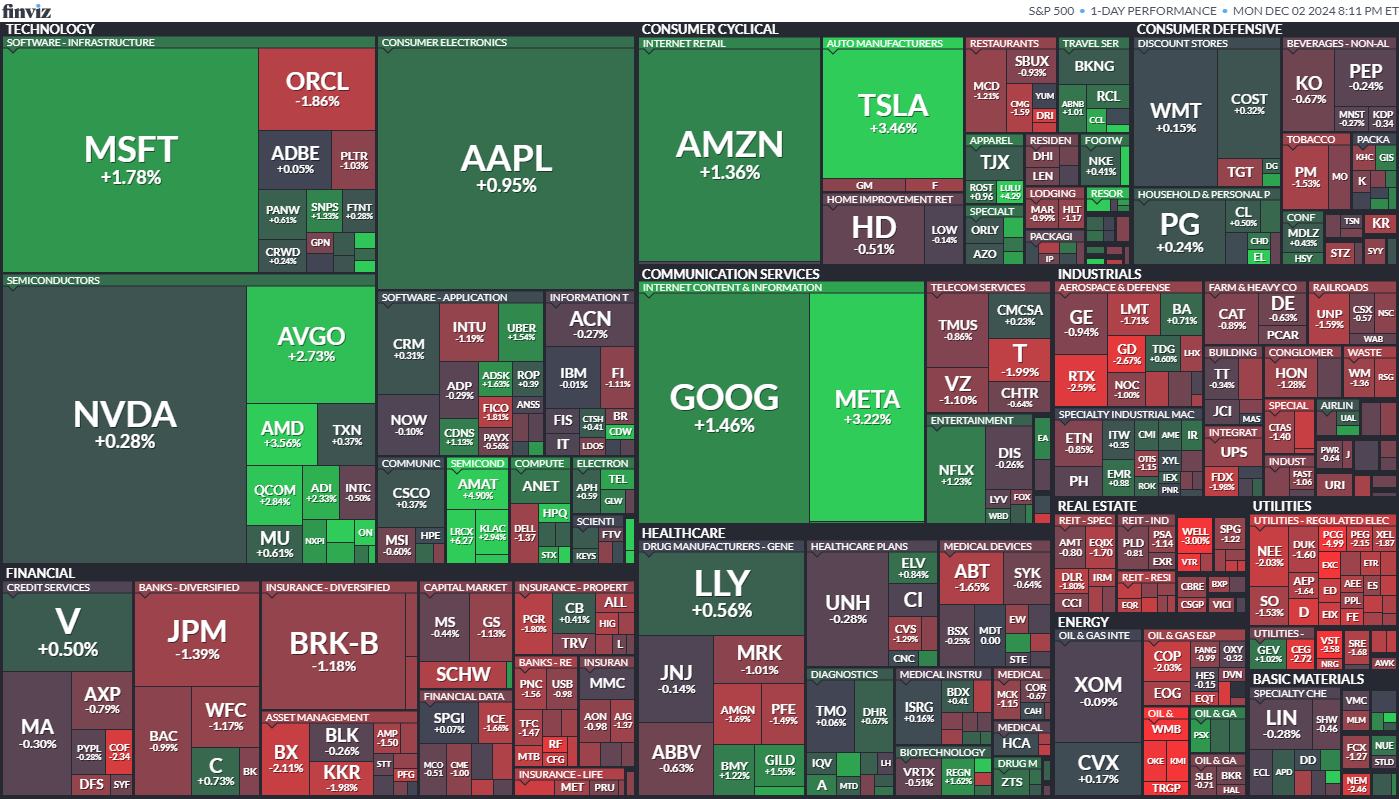 finviz
S&P 500 • 1-DAY PERFORMANCE • MON DEC 02 2024 8:11 PM ET
TECHNOLOGY
SOFTWARE - INFRASTRUCTURE
MSFT
+1.78%
ORCL
-1.86%
ADBE
+0.05%
PLTR
-1.03%
PANW
+0.61%
SNPS
+1.33%
FTNT
+0.28%
CRWD
+0.24%
GPN
CONSUMER ELECTRONICS
AAPL
+0.95%
SEMICONDUCTORS
NVDA
+0.28%
AVGO
+2.73%
AMD
+3.56%
TXN
+0.37%
QCOM
+2.84%
ADI
+2.33%
INTC
-0.50%
MU
+0.61%
NXPI
ON
SOFTWARE - APPLICATION
CRM
+0.31%
INTU
-1.19%
UBER
+1.54%
NOW
-0.10%
ADP
-0.29%
ADSK
+1.63%
ROP
+0.39
FICO
-1.81%
ANSS
CDNS
+1.13%
PAYX
-0.56%
INFORMATION T
ACN
-0.27%
IBM
-0.01%
FI
-1.11%
FIS
CTSH
+0.41
BR
CDW
IT
LDOS
COMMUNIC
CSCO
+0.37%
MSI
-0.60%
HPE
SEMICOND
AMAT
+4.90%
LRCX
+6.27
KLAC
+2.94%
COMPUTE
ANET
DELL
-1.37
HPQ
STX
ELECTRON
APH
+0.59
TEL
GLW
SCIENTI
FTV
KEYS
CONSUMER CYCLICAL
INTERNET RETAIL
AMZN
+1.36%
AUTO MANUFACTURERS
TSLA
+3.46%
GM
F
HOME IMPROVEMENT RET
HD
-0.51%
LOW
-0.14%
RESTAURANTS
MCD
-1.21%
SBUX
-0.93%
CMG
-1.59
YUM
DRI
TRAVEL SER
BKNG
ABNB
+1.01
RCL
CCL
APPAREL
TJX
ROST
+0.96
LULU
+4.29
RESIDEN
DHI
LEN
FOOTW
NKE
+0.41%
SPECIALT
ORLY
AZO
LODGING
MAR
-0.99%
HLT
-1.17
RESOR
PACKAGI
IP
CONSUMER DEFENSIVE
DISCOUNT STORES
WMT
+0.15%
COST
+0.32%
TGT
DG
BEVERAGES - NON-AL
KO
-0.67%
PEP
-0.24%
MNST
-0.27%
KDP
-0.34
HOUSEHOLD & PERSONAL P
PG
+0.24%
CL
+0.50%
CHD
EL
TOBACCO
PM
-1.53%
MO
PACKA
KHC
GIS
K
CONF
MDLZ
+0.43%
HSY
TSN
STZ
KR
SYY
COMMUNICATION SERVICES
INTERNET CONTENT & INFORMATION
GOOG
+1.46%
META
+3.22%
TELECOM SERVICES
TMUS
-0.86%
CMCSA
+0.23%
T
-1.99%
VZ
-1.10%
CHTR
-0.64%
ENTERTAINMENT
NFLX
+1.23%
DIS
-0.26%
LYV
FOX
WBD
EA
INDUSTRIALS
AEROSPACE & DEFENSE
GE
-0.94%
LMT
-1.71%
BA
+0.71%
RTX
-2.59%
GD
-2.67%
TDG
+0.60%
LHX
NOC
-1.00%
FARM & HEAVY CO
CAT
-0.89%
DE
-0.63%
PCAR
RAILROADS
UNP
-1.59%
CSX
-0.57
NSC
WAB
SPECIALTY INDUSTRIAL MAC
ETN
-0.85%
ITW
+0.35
CMI
AME
IR
PH
EMR
+0.88
OTIS
-1.15
XYL
ROK
IEX
PNR
BUILDING
TT
-0.34%
JCI
MAS
CONGLOMER
HON
-1.28%
WASTE
WM
-1.36
RSG
INTEGRAT
UPS
FDX
-1.98%
SPECIAL
CTAS
-1.40
AIRLIN
UAL
INDUST
FAST
-1.06
PWR
-0.64
J
URI
HEALTHCARE
DRUG MANUFACTURERS - GENE
LLY
+0.56%
JNJ
-0.14%
MRK
-1.01%
ABBV
-0.63%
AMGN
-1.69%
PFE
-1.49%
BMY
+1.22%
GILD
+1.55%
HEALTHCARE PLANS
UNH
-0.28%
ELV
+0.84%
CI
CVS
-1.29%
CNC
MEDICAL DEVICES
ABT
-1.65%
SYK
-0.64%
BSX
-0.25%
MDT
0.00
EW
STE
DIAGNOSTICS
TMO
+0.06%
DHR
+0.67%
IQV
A
MTD
LH
MEDICAL INSTRU
ISRG
+0.16%
BDX
+0.41
MEDICAL
MCK
-1.15
COR
-0.67
CAH
BIOTECHNOLOGY
VRTX
-0.51%
REGN
+1.62%
MEDICAL
HCA
DRUG M
ZTS
REAL ESTATE
REIT - SPEC
AMT
-0.80
EQIX
-1.70%
DLR
-1.80%
IRM
CCI
REIT - IND
PLD
-0.81
PSA
-1.14
EXR
REIT - RESI
EQR
WELL
-3.00%
VTR
SPG
-1.22
CBRE
BXP
CSGP
VICI
UTILITIES
UTILITIES - REGULATED ELEC
NEE
-2.03%
DUK
-1.60
PCG
-4.99
PEG
-2.15
XEL
-1.87
SO
-1.53%
AEP
-1.64
EXC
ETR
ED
AEE
ES
D
EIX
PPL
FE
UTILITIES -
GEV
+1.02%
CEG
-2.72
VST
-3.58
NRG
SRE
-1.68
AWK
ENERGY
OIL & GAS INTE
XOM
-0.09%
CVX
+0.17%
OIL & GAS E&P
COP
-2.03%
FANG
-0.99
OXY
-0.32
EOG
HES
-0.15
DVN
EQT
OIL &
WMB
OKE
KMI
TRGP
OIL & GA
PSX
OIL & GA
SLB
-0.71
BKR
HAL
BASIC MATERIALS
SPECIALTY CHE
LIN
-0.28%
SHW
-0.46
ECL
APD
DD
VMC
MLM
FCX
-1.27
NUE
STLD
NEM
-2.46
FINANCIAL
CREDIT SERVICES
V
+0.50%
MA
-0.30%
AXP
-0.79%
PYPL
-0.28%
COF
-2.34
DFS
SYF
BANKS - DIVERSIFIED
JPM
-1.39%
BAC
-0.99%
WFC
-1.17%
C
+0.73%
BK
INSURANCE - DIVERSIFIED
BRK-B
-1.18%
ASSET MANAGEMENT
BX
-2.11%
BLK
-0.26%
KKR
-1.98%
AMP
-1.50
STT
PFG
CAPITAL MARKET
MS
-0.44%
GS
-1.13%
SCHW
FINANCIAL DATA
SPGI
+0.07%
ICE
-1.66%
MCO
-0.51
CME
-1.00
INSURANCE - PROPERT
PGR
-1.80%
CB
+0.41%
ALL
HIG
TRV
L
BANKS - RE
PNC
-1.56
USB
-0.98
TFC
-1.47
RF
MTB
CFG
INSURAN
MMC
AON
-0.98
AJG
-1.37
INSURANCE - LIFE
MET
PRU